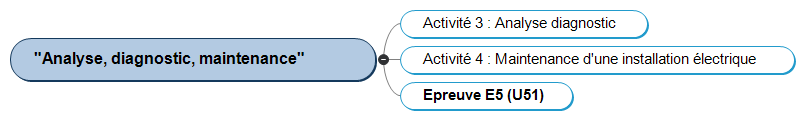 "Analyse, diagnostic, maintenance"
Activité 3 : Analyse diagnostic
Activité 4 : Maintenance d'une installation électrique
Epreuve E5 (U51)